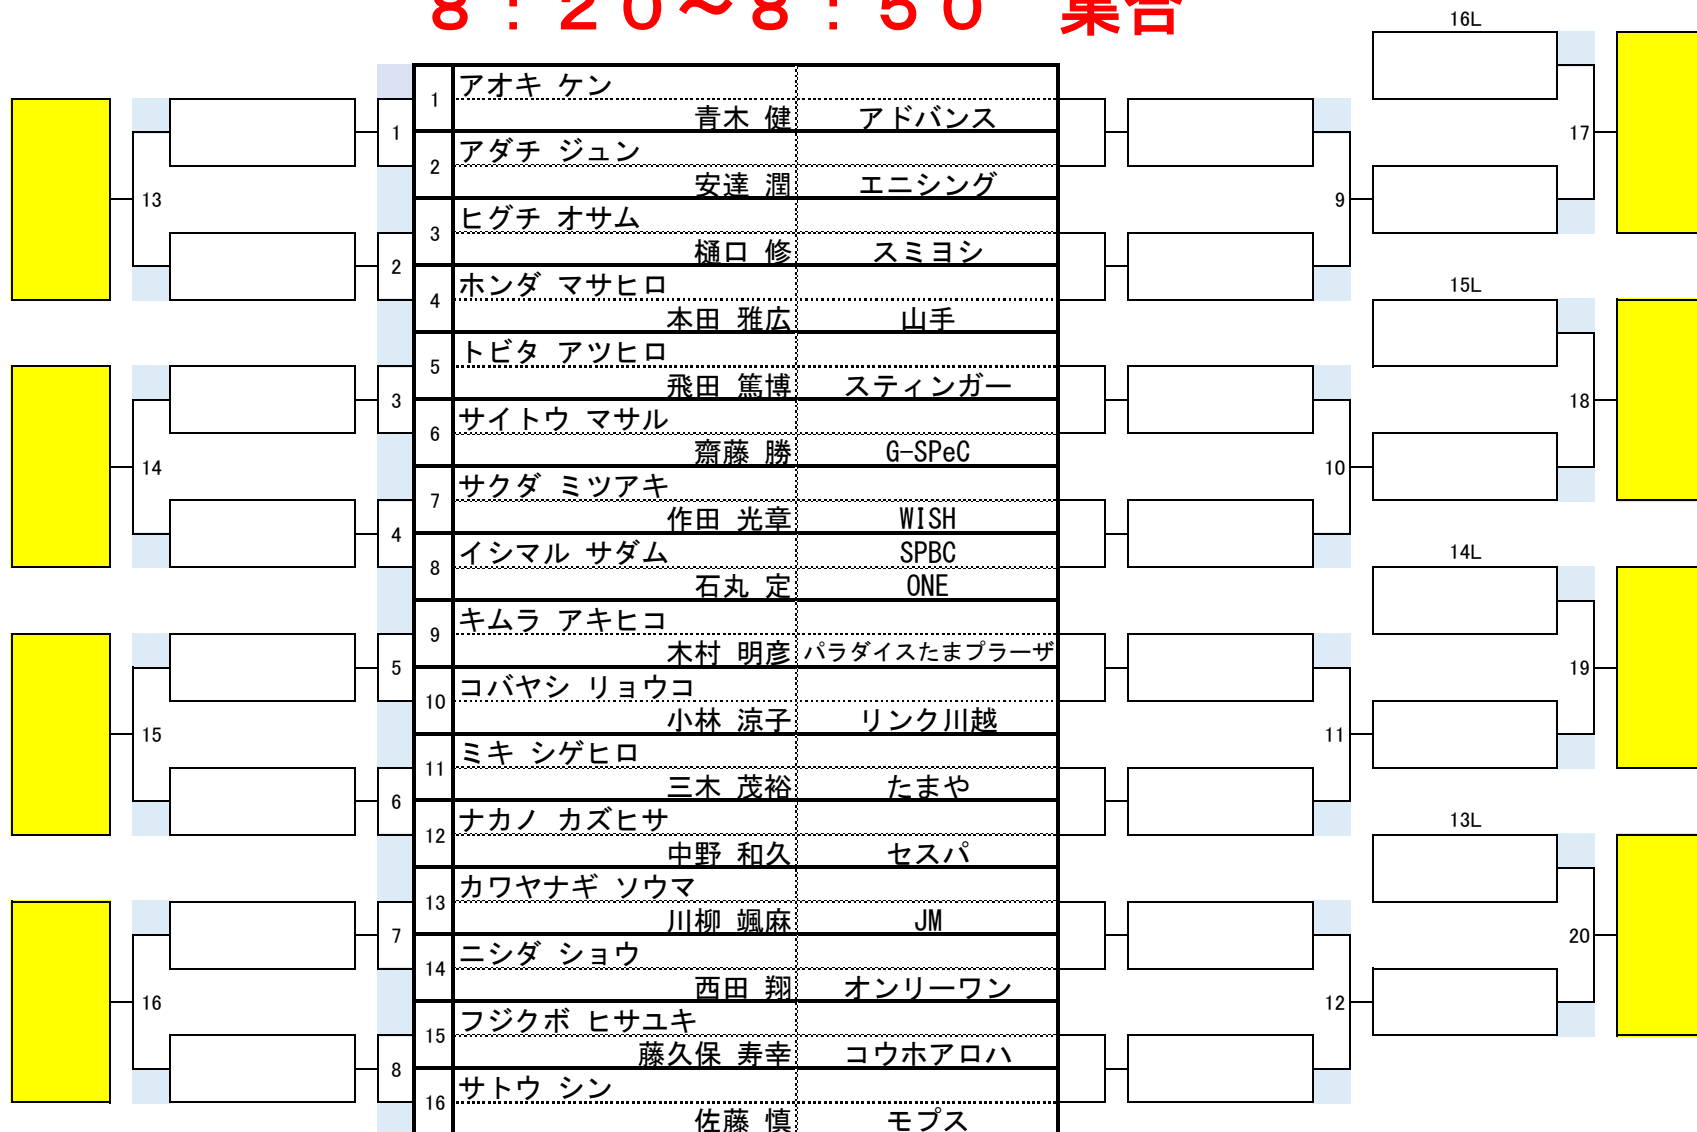 8:20~8:50 集合
1 アオキ ケン
青木 健 アドバンス
2 アダチ ジュン
安達 潤 エニシング
3 ヒグチ オサム
樋口 修 スミヨシ
4 ホンダ マサヒロ
本田 雅広 山手
5 トビタ アツヒロ
飛田 篤博 スティンガー
6 サイトウ マサル
齋藤 勝 G-SPeC
7 サクダ ミツアキ
作田 光章 WISH
8 イシマル サダム SPBC
石丸 定 ONE
9 キムラ アキヒコ
木村 明彦 パラダイスたまプラーザ
10 コバヤシ リョウコ
小林 涼子 リンク川越
11 ミキ シゲヒロ
三木 茂裕 たまや
12 ナカノ カズヒサ
中野 和久 セスパ
13 カワヤナギ ソウマ
川柳 颯麻 JM
14 ニシダ ショウ
西田 翔 オンリーワン
15 フジクボ ヒサユキ
藤久保 寿幸 コウホアロハ
16 サトウ シン
佐藤 慎 モプス
1
2
3
4
5
6
7
8
13
14
15
16
9
10
11
12
16L
17
15L
18
14L
19
13L
20